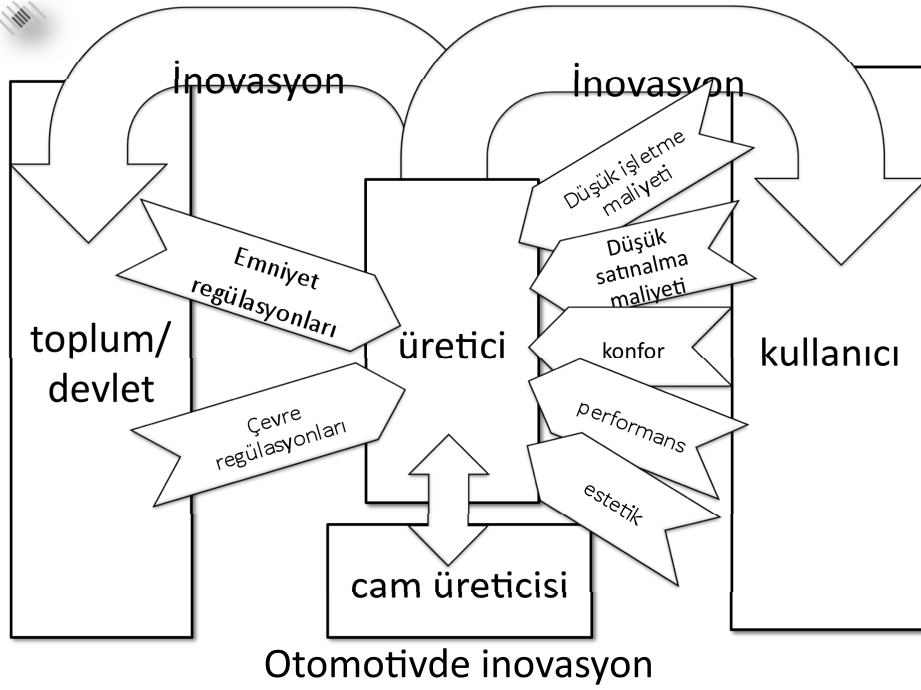 İnovasyon
İnovasyon
Düşük işletme
maliyeti
Düşük
satınalma
maliyeti
Emniyet
regülasyonları
toplum/
devlet
üretici
konfor
kullanıcı
performans
Çevre
regülasyonları
estetik
cam üreticisi
Otomotivde inovasyon